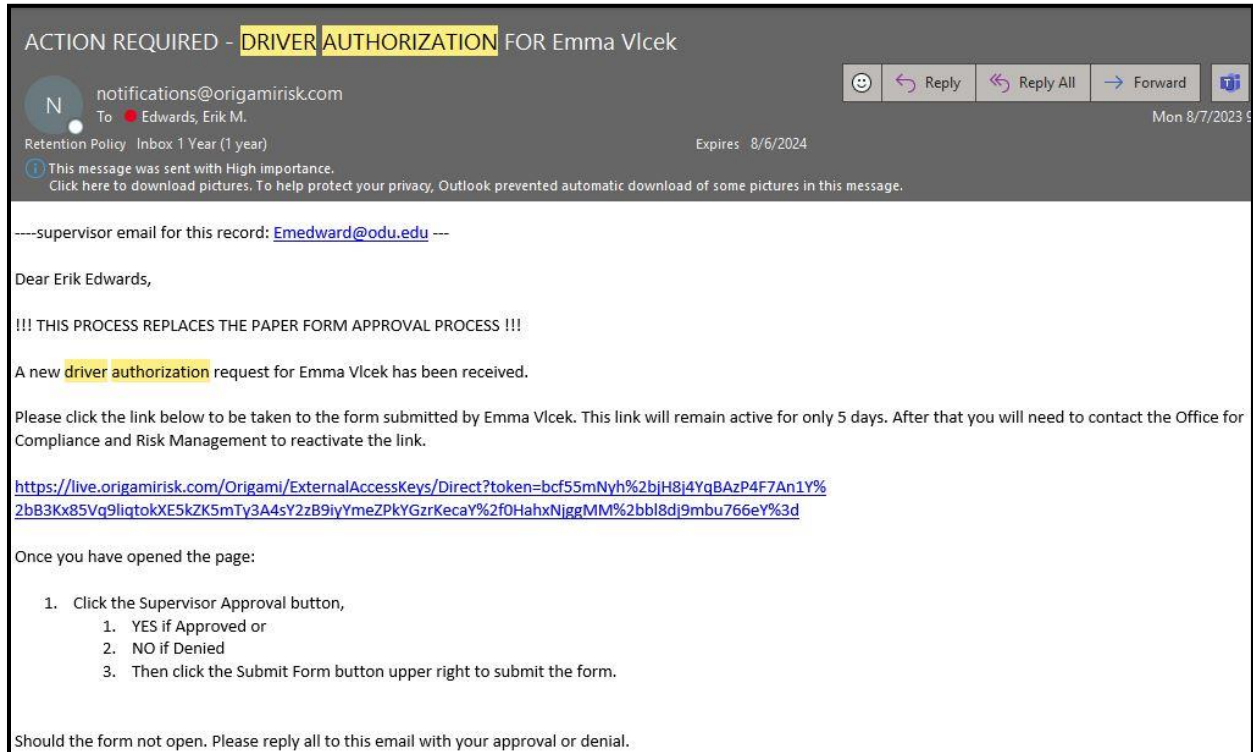 ACTION REQUIRED - DRIVER AUTHORIZATION FOR Emma Vlcek
Reply
Reply All
Forward
N
notifications@origamirisk.com
To Edwards, Erik M.
Mon 8/7/2023
Retention Policy Inbox 1 Year (1 year)
Expires 8/6/2024
This message was sent with High importance.
Click here to download pictures. To help protect your privacy, Outlook prevented automatic download of some pictures in this message.
----supervisor email for this record: Emedward@odu.edu ---
Dear Erik Edwards,
!!! THIS PROCESS REPLACES THE PAPER FORM APPROVAL PROCESS !!!
A new driver authorization request for Emma Vlcek has been received.
Please click the link below to be taken to the form submitted by Emma Vlcek. This link will remain active for only 5 days. After that you will need to contact the Office for
Compliance and Risk Management to reactivate the link.
https://live.origamirisk.com/Origami/ExternalAccessKeys/Direct?token=bcf55mNyh%2bjH8j4YqBAzP4F7An1Y%
2bB3Kx85Vq9liqtokXE5kZK5mTy3A4sY2zB9iyYmeZPkYGzrKecaY%2f0HahxNjggMM%2bbl8dj9mbu766eY%3d
Once you have opened the page:
1. Click the Supervisor Approval button,
1. YES if Approved or
2. NO if Denied
3. Then click the Submit Form button upper right to submit the form.
Should the form not open. Please reply all to this email with your approval or denial.